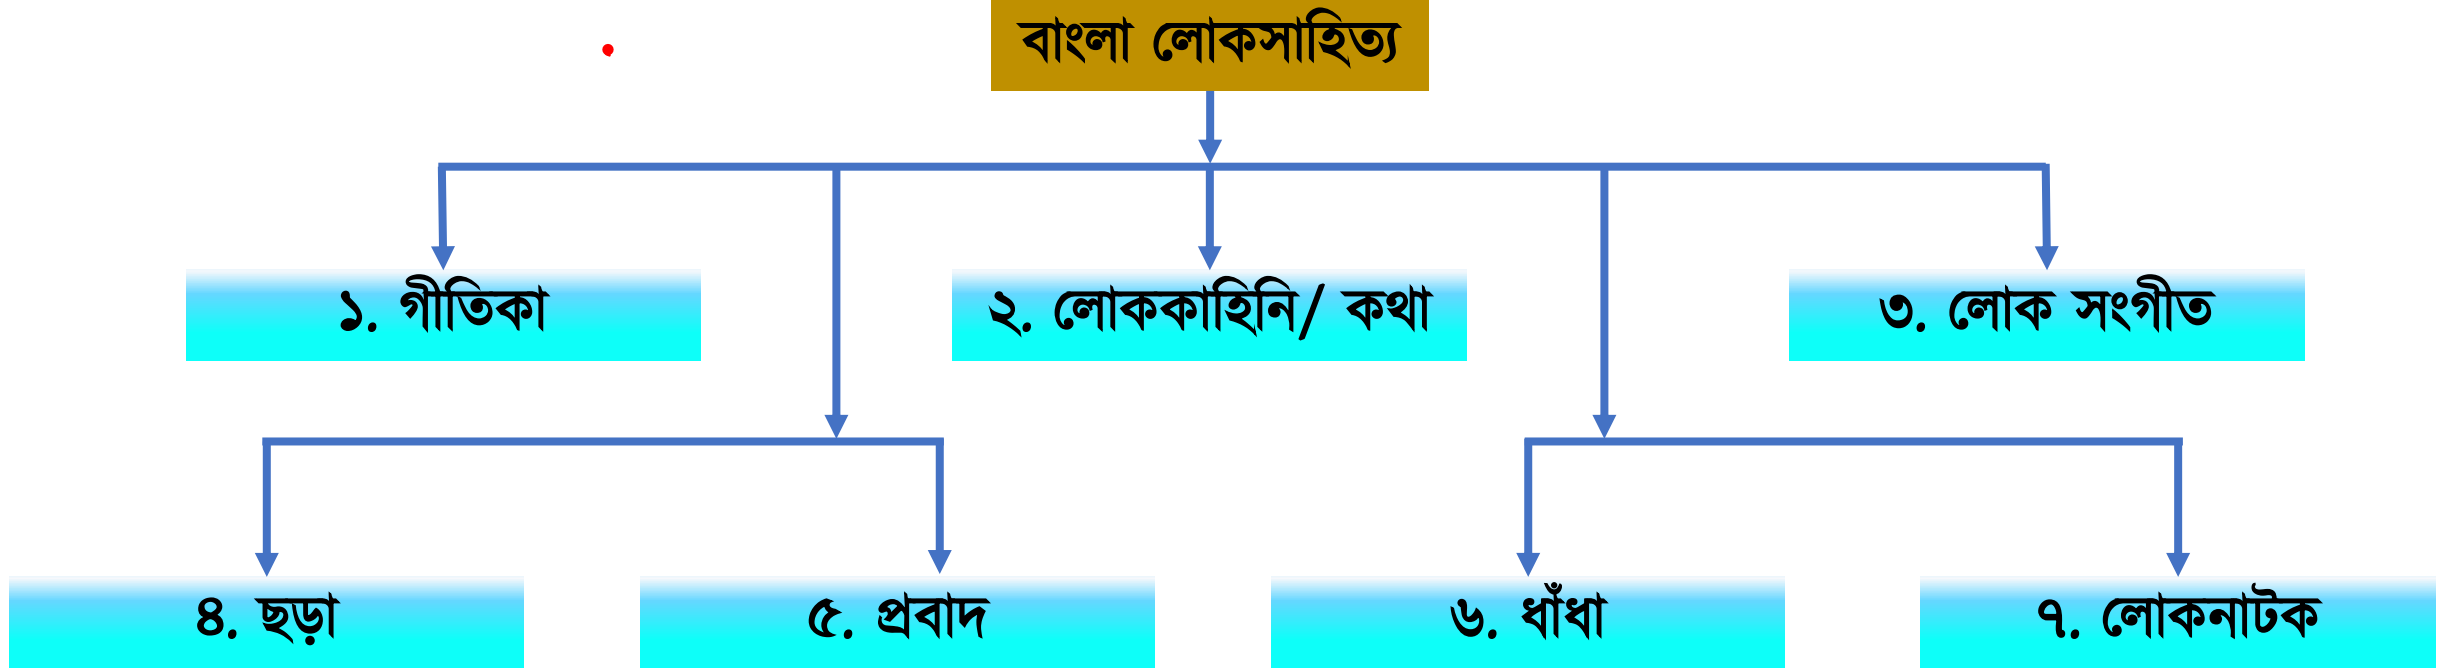 বাংলা লোকসাহিত্য
১. গীতিকা
২. লোককাহিনি/ কথা
৩. লোক সংগীত
৪. ছড়া
৫. প্রবাদ
৬. ধাঁধা
৭. লোকনাটক